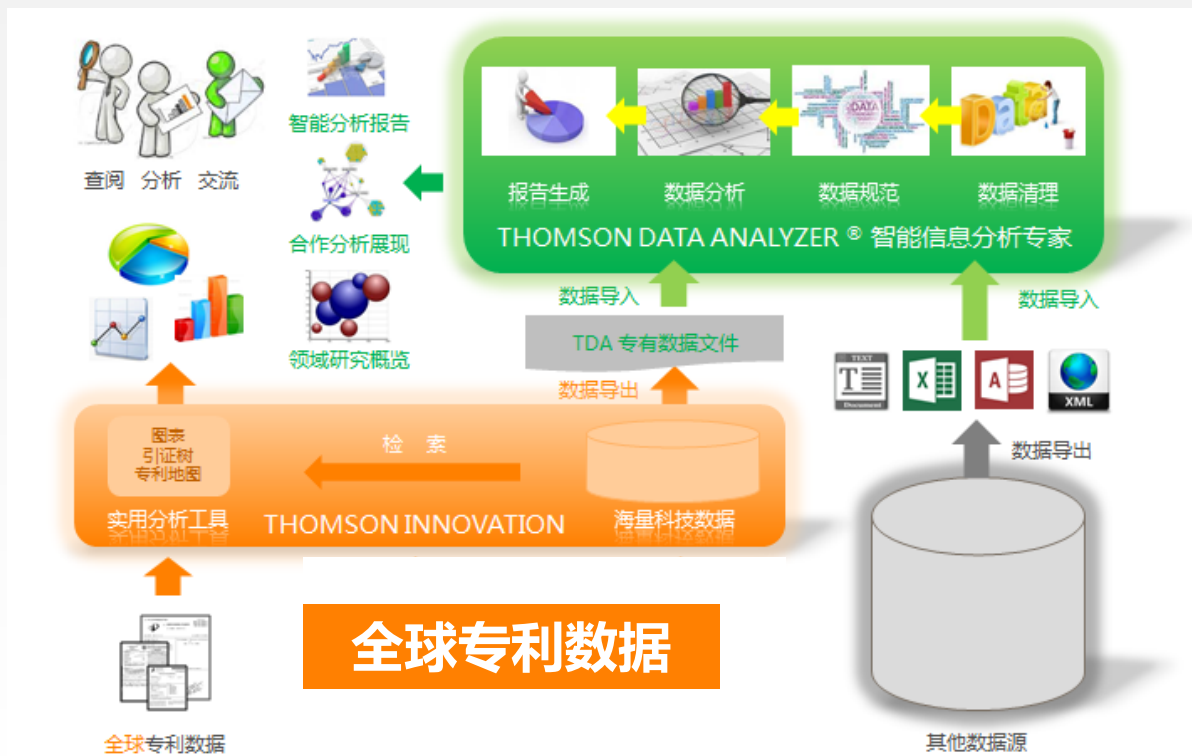 查阅 分析 交流
智能分析报告
合作分析展现
领域研究概览
DATA
Data
报告生成
数据分析
数据规范
数据清理
THOMSON DATA ANALYZER ® 智能信息分析专家
数据导入
数据导入
TDA 专有数据文件
数据导出
TEXT
T
Document
X
A
XML
数据导出
图表
引证树
专利地图
检 索
实用分析工具
THOMSON INNOVATION
海量科技数据
全球专利数据
全球专利数据
其他数据源